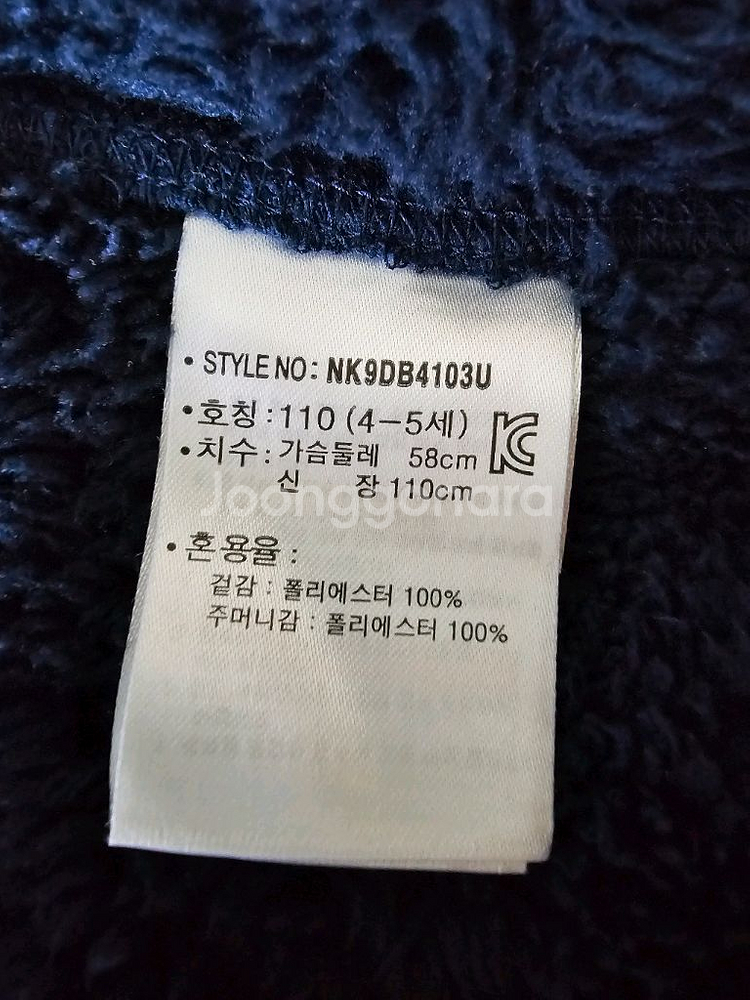 • STYLE NO: NK9DB4103U
• 호칭 : 110 (4-5세)
• 치수 : 가슴둘레 58cm
신 장 110cm
Joonggonara
• 혼용율 :
겉감 : 폴리에스터 100%
주머니감 : 폴리에스터 100%